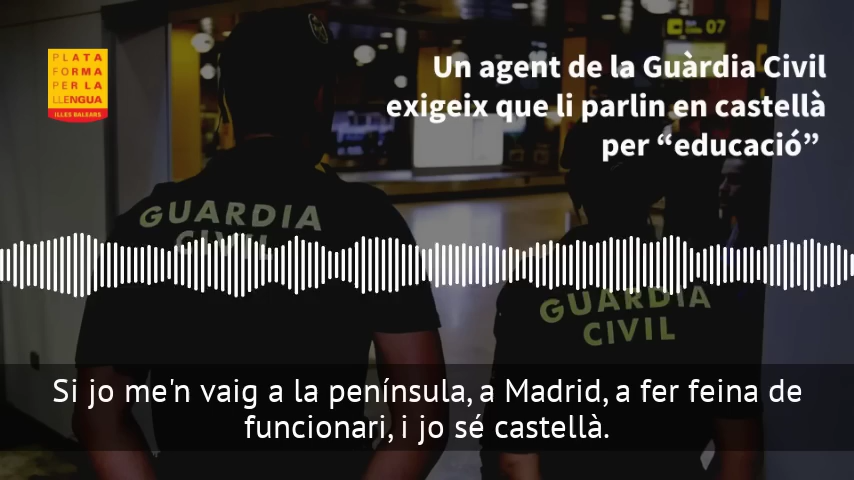 PLATA
FORMA
PER LA
LLENGUA
ILLES BALEARS
07
Un agent de la Guàrdia Civil
exigeix que li parlin en castellà
per “educació”
GUARDIA
CIVIL
GUARDIA
CIVIL
Si jo me'n vaig a la península, a Madrid, a fer feina de
funcionari, i jo sé castellà.